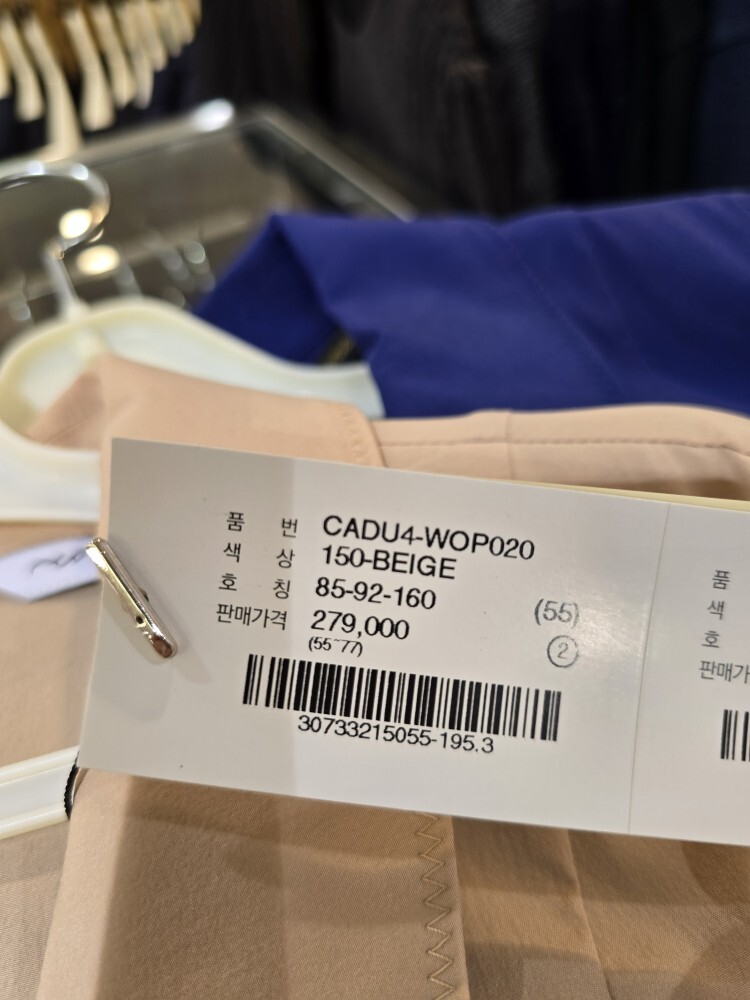 품 번 CADU4-WOP020
색 상 150-BEIGE
호 칭 85-92-160 (55)
판매가격 279,000
(55~77) 2
30733215055-195.3
품
색
호
판매가